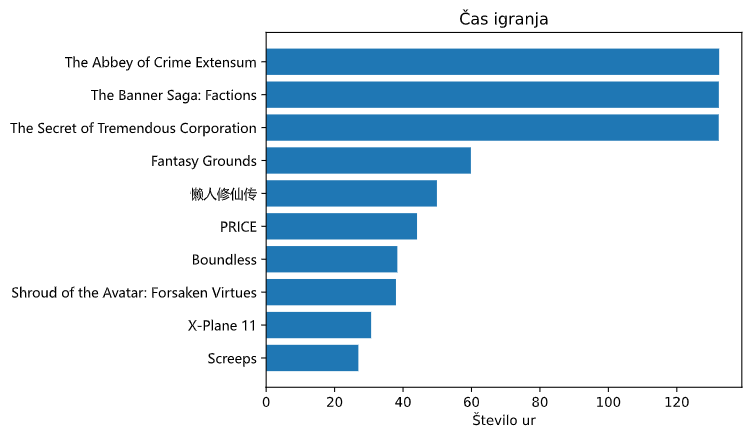 Čas igranja
The Abbey of Crime Extensum
The Banner Saga: Factions
The Secret of Tremendous Corporation
Fantasy Grounds
懒人修仙传
PRICE
Boundless
Shroud of the Avatar: Forsaken Virtues
X-Plane 11
Screeps
0 20 40 60 80 100 120
Število ur